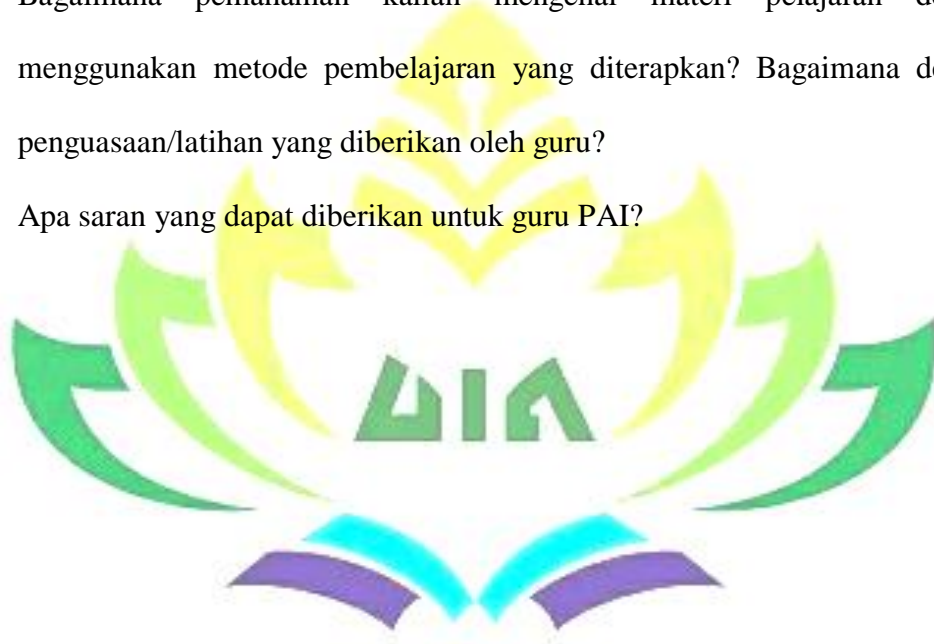 Bagaimana pemahaman kalian mengenai materi pelajaran
menggunakan metode pembelajaran yang diterapkan? Bagaimana
penguasaan/latihan yang diberikan oleh guru?
Apa saran yang dapat diberikan untuk guru PAI?
UIN